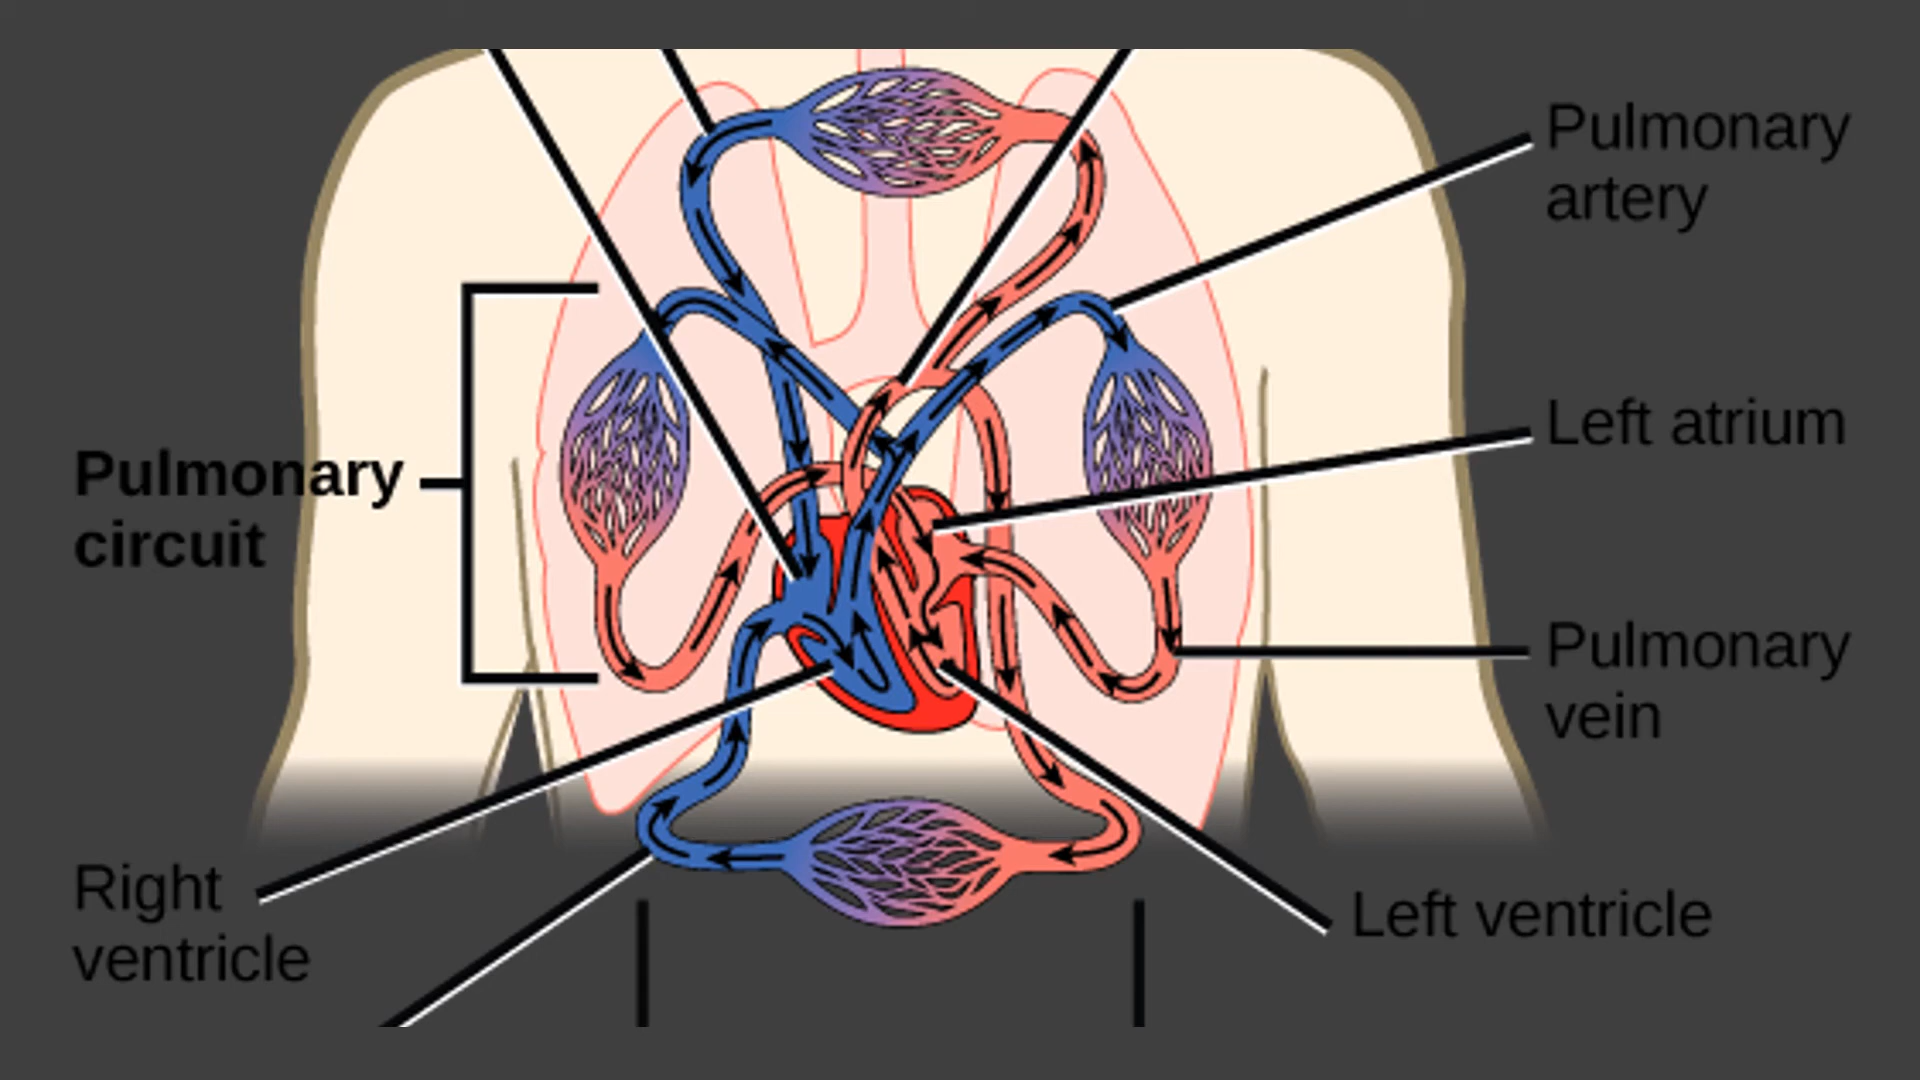 Pulmonary
artery
Left atrium
Pulmonary
circuit
Pulmonary
vein
Right
ventricle
Left ventricle